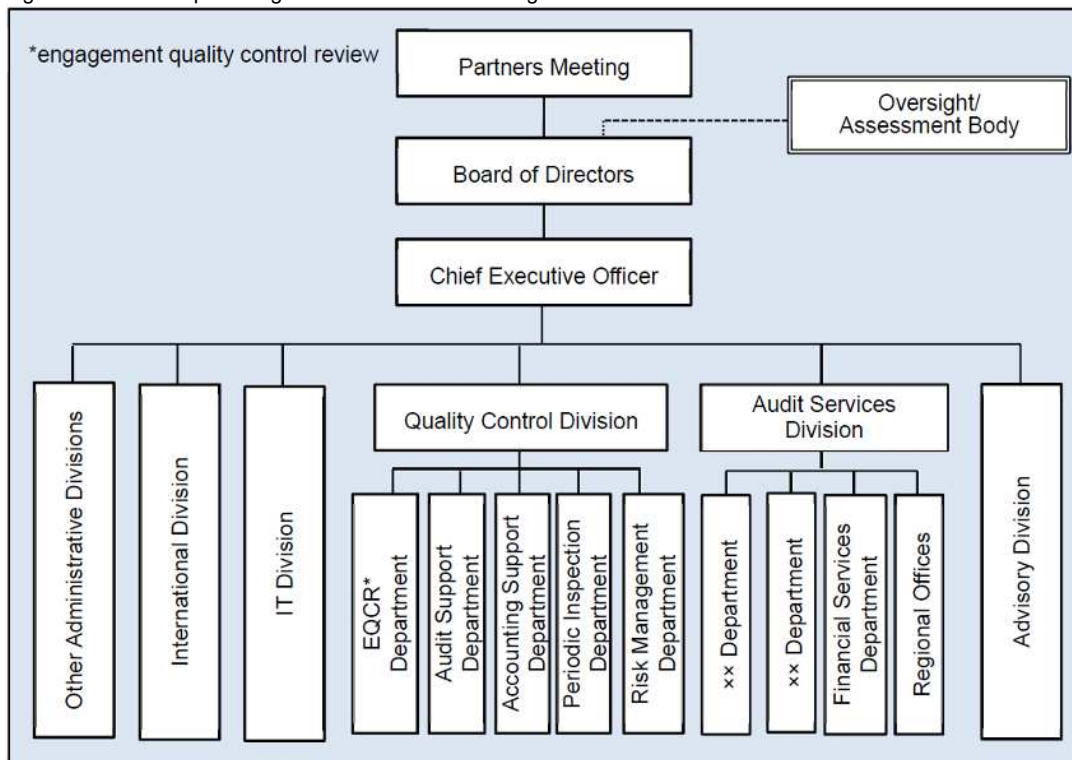 *engagement quality control review
Partners Meeting
Oversight/
Assessment Body
Board of Directors
Chief Executive Officer
Other Administrative Divisions
International Division
IT Division
Quality Control Division
EQCR*
Department
Audit Support
Department
Accounting Support
Department
Periodic Inspection
Department
Risk Management
Department
Audit Services
Division
×× Department
×× Department
Financial Services
Department
Regional Offices
Advisory Division